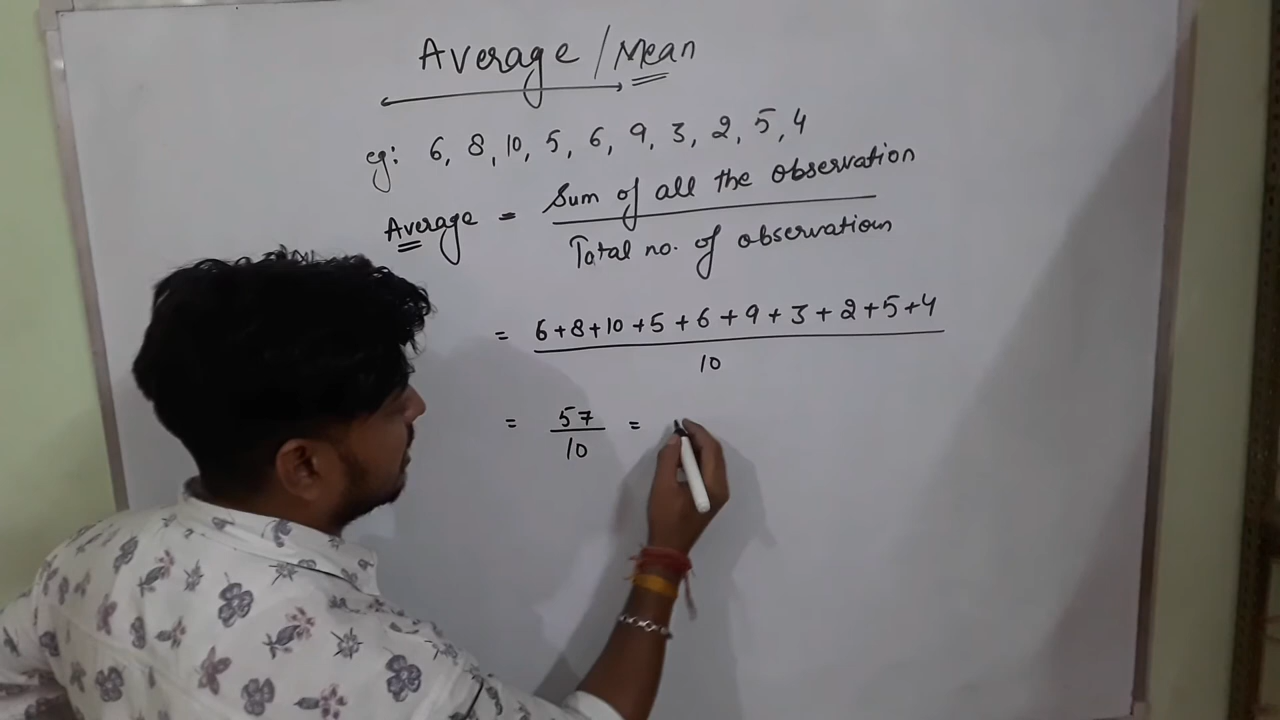 Average/Mean
eg: 6, 8, 10, 5, 6, 9, 3, 2, 5, 4
Average = Sum of all the observation
Total no. of observations
= 6+8+10+5+6+9+3+2+5+4
10
= 57 =
10